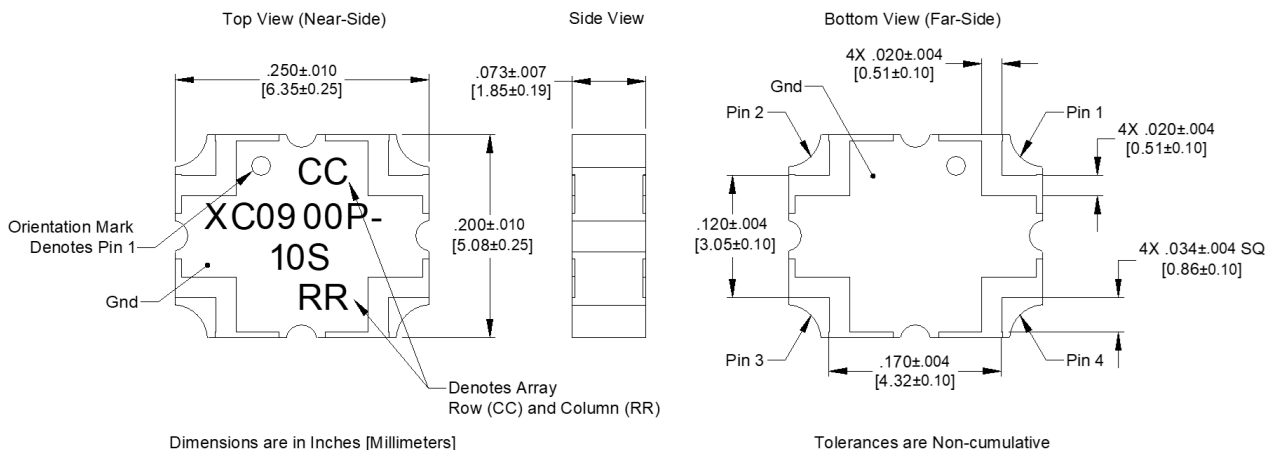 Top View (Near-Side)
Side View
Bottom View (Far-Side)
.250±.010
[6.35±0.25]
.073±.007
[1.85±0.19]
4X .020±.004
[0.51±0.10]
Gnd
Pin 2
Pin 1
4X .020±.004
[0.51±0.10]
CC
XC0900P-
10S
RR
Orientation Mark
Denotes Pin 1
Gnd
.200±.010
[5.08±0.25]
.120±.004
[3.05±0.10]
4X .034±.004 SQ
[0.86±0.10]
Pin 3
Pin 4
.170±.004
[4.32±0.10]
Denotes Array
Row (CC) and Column (RR)
Dimensions are in Inches [Millimeters]
Tolerances are Non-cumulative